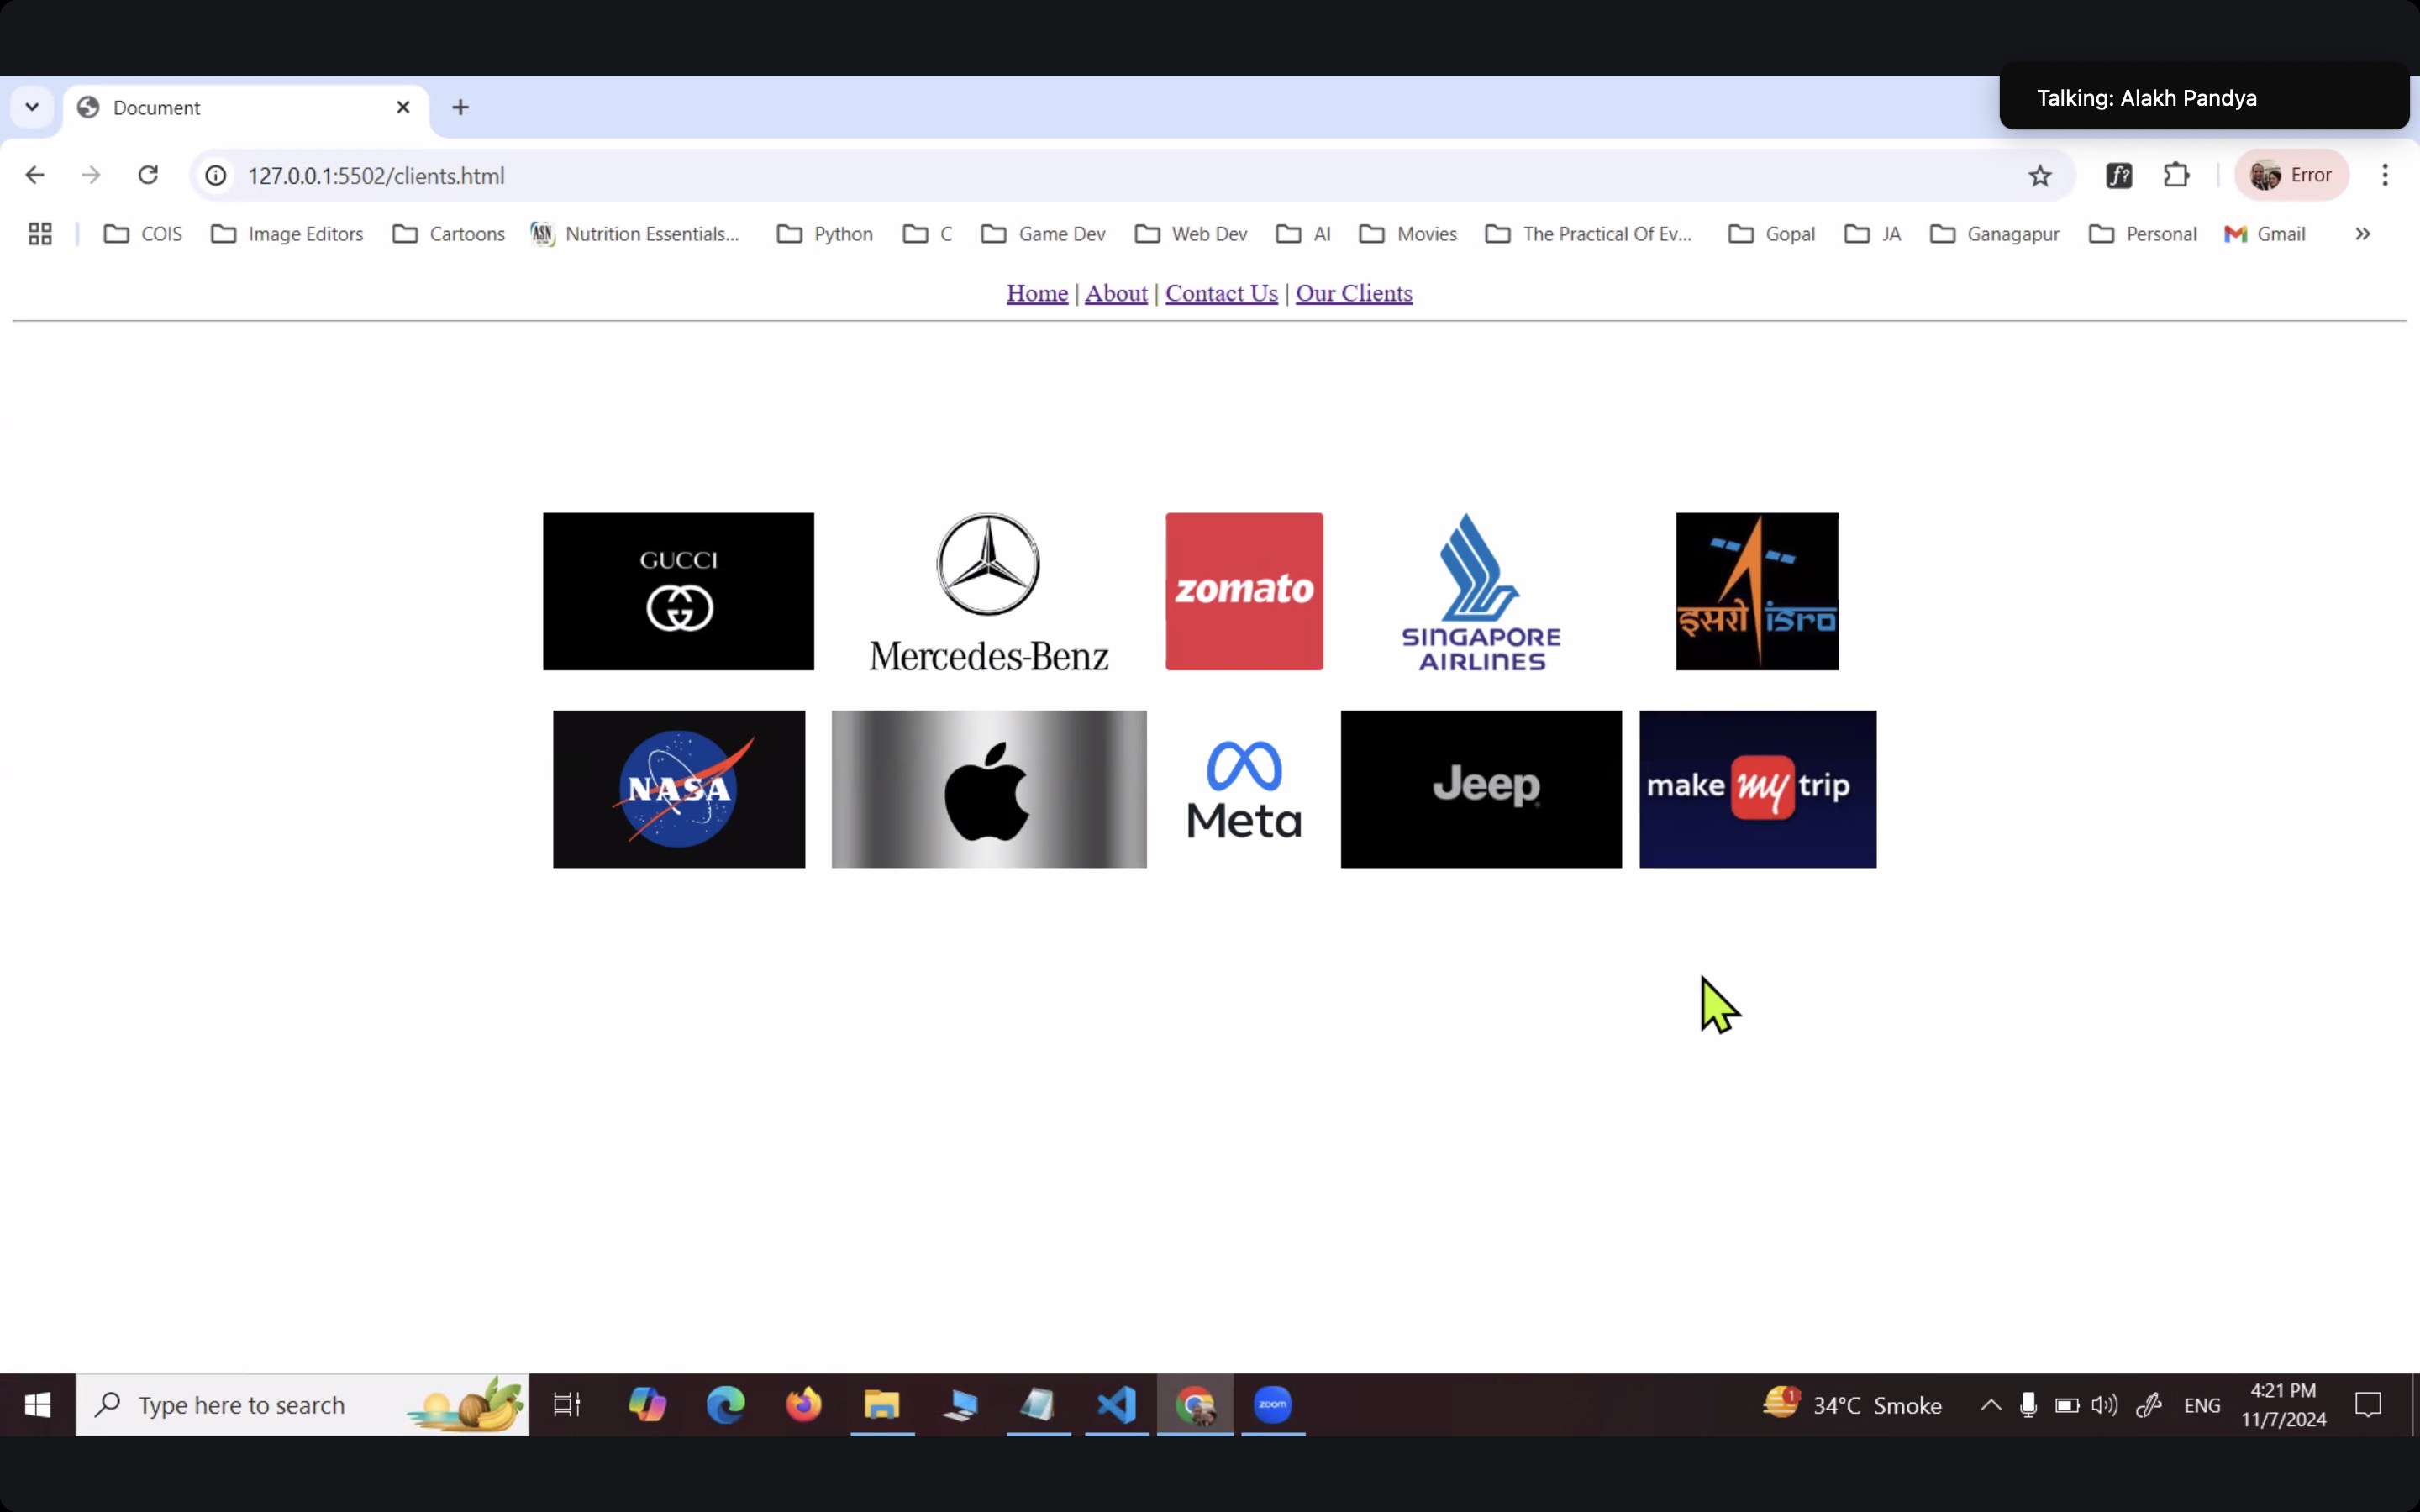 Talking: Alakh Pandya
Document
127.0.0.1:5502/clients.html
Error
COIS Image Editors Cartoons ASN Nutrition Essentials... Python C Game Dev Web Dev AI Movies The Practical Of Ev... Gopal JA Ganagapur Personal Gmail
Home | About | Contact Us | Our Clients
GUCCI
Mercedes-Benz
zomato
SINGAPORE
AIRLINES
इसरो isro
NASA
Meta
Jeep
make my trip
Type here to search
zoom
1
34°C Smoke
ENG
4:21 PM
11/7/2024